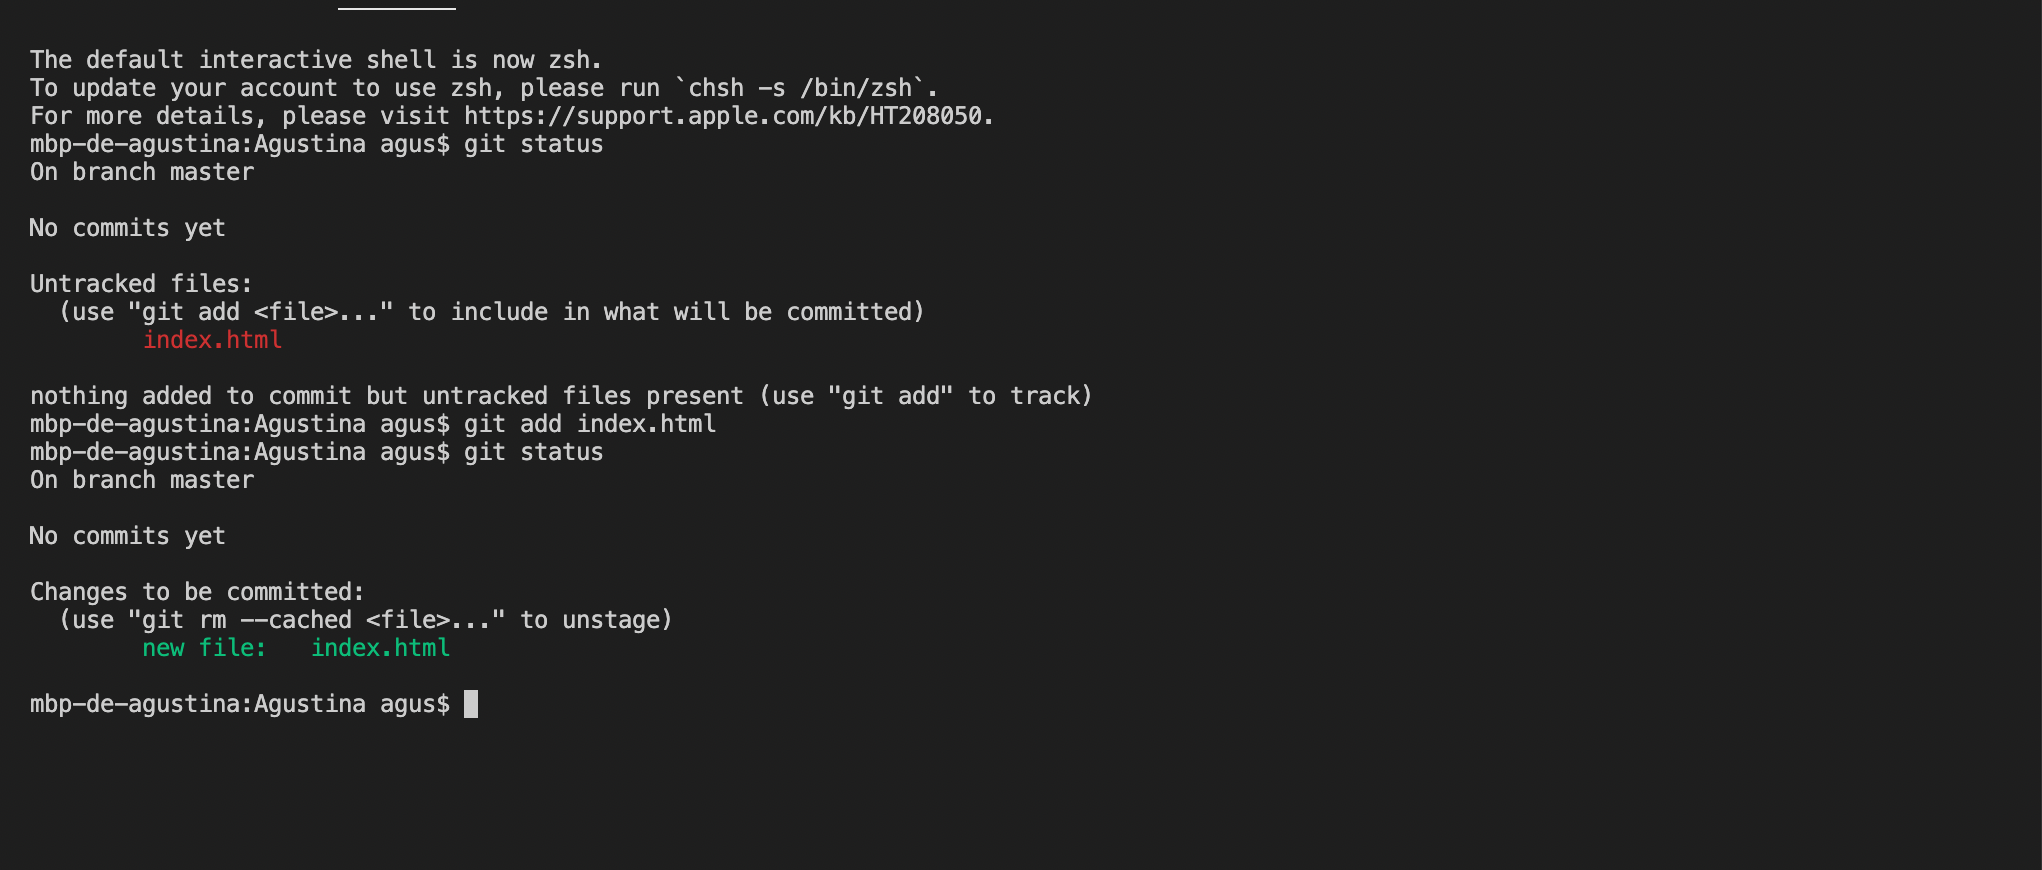 The default interactive shell is now zsh.
To update your account to use zsh, please run `chsh -s /bin/zsh`.
For more details, please visit https://support.apple.com/kb/HT208050.
mbp-de-agustina:Agustina agus$ git status
On branch master
No commits yet
Untracked files:
  (use "git add <file>..." to include in what will be committed)
        index.html
nothing added to commit but untracked files present (use "git add" to track)
mbp-de-agustina:Agustina agus$ git add index.html
mbp-de-agustina:Agustina agus$ git status
On branch master
No commits yet
Changes to be committed:
  (use "git rm --cached <file>..." to unstage)
        new file:   index.html
mbp-de-agustina:Agustina agus$